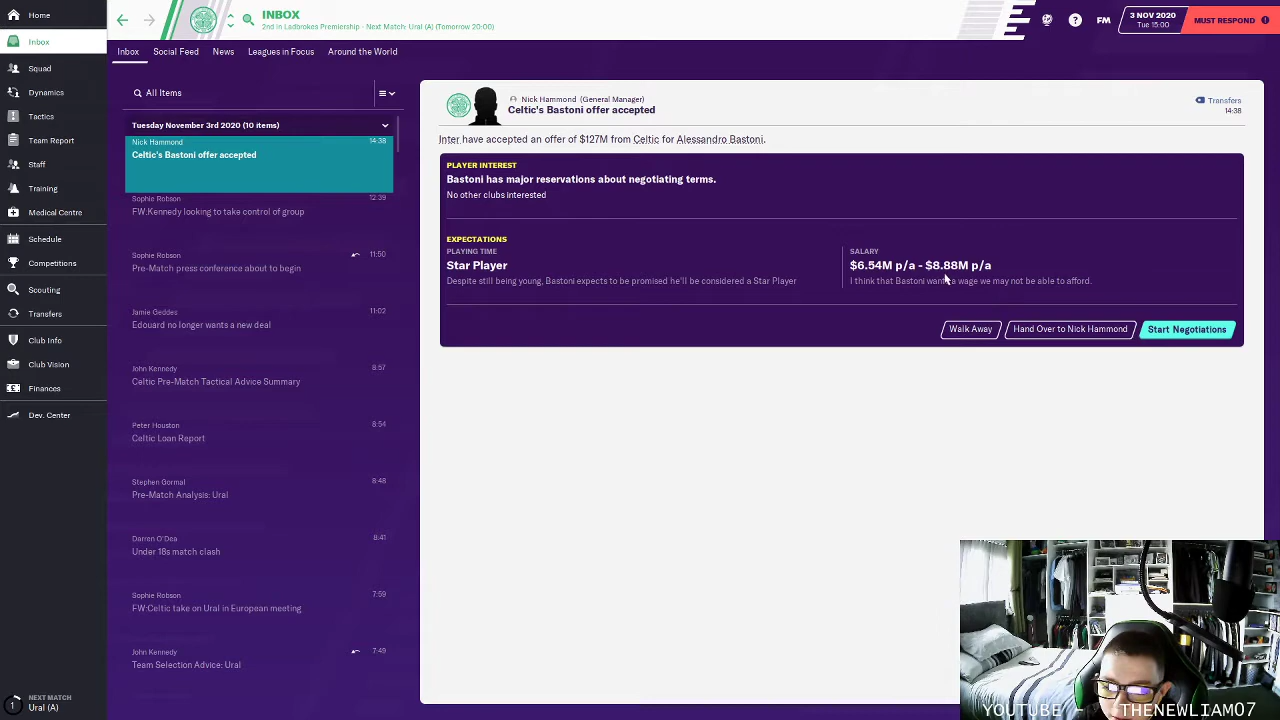 Home
Inbox
Squad
Dynamics
Tactics
Team Report
Staff
Training
Medical Centre
Schedule
Competitions
Scouting
Transfers
Club Info
Club Vision
Finances
Dev. Center
NEXT MATCH
Ural (A)
INBOX
2nd in Ladbrokes Premiership - Next Match: Ural (A) (Tomorrow 20:00)
FM
3 NOV 2020
Tue 15:00
MUST RESPOND
Inbox Social Feed News Leagues in Focus Around the World
All Items
Tuesday November 3rd 2020 (10 items)
Nick Hammond 14:38
Celtic's Bastoni offer accepted
Sophie Robson 12:39
FW:Kennedy looking to take control of group
Sophie Robson 11:50
Pre-Match press conference about to begin
Jamie Geddes 11:02
Edouard no longer wants a new deal
John Kennedy 8:57
Celtic Pre-Match Tactical Advice Summary
Peter Houston 8:54
Celtic Loan Report
Stephen Gormal 8:48
Pre-Match Analysis: Ural
Darren O'Dea 8:41
Under 18s match clash
Sophie Robson 7:59
FW:Celtic take on Ural in European meeting
John Kennedy 7:49
Team Selection Advice: Ural
Nick Hammond (General Manager)
Celtic's Bastoni offer accepted
Transfers
14:38
Inter have accepted an offer of $127M from Celtic for Alessandro Bastoni.
PLAYER INTEREST
Bastoni has major reservations about negotiating terms.
No other clubs interested
EXPECTATIONS
PLAYING TIME
Star Player
Despite still being young, Bastoni expects to be promised he'll be considered a Star Player
SALARY
$6.54M p/a - $8.88M p/a
I think that Bastoni wants a wage we may not be able to afford.
Walk Away Hand Over to Nick Hammond Start Negotiations
YOUTUBE - THENEWLIAM07